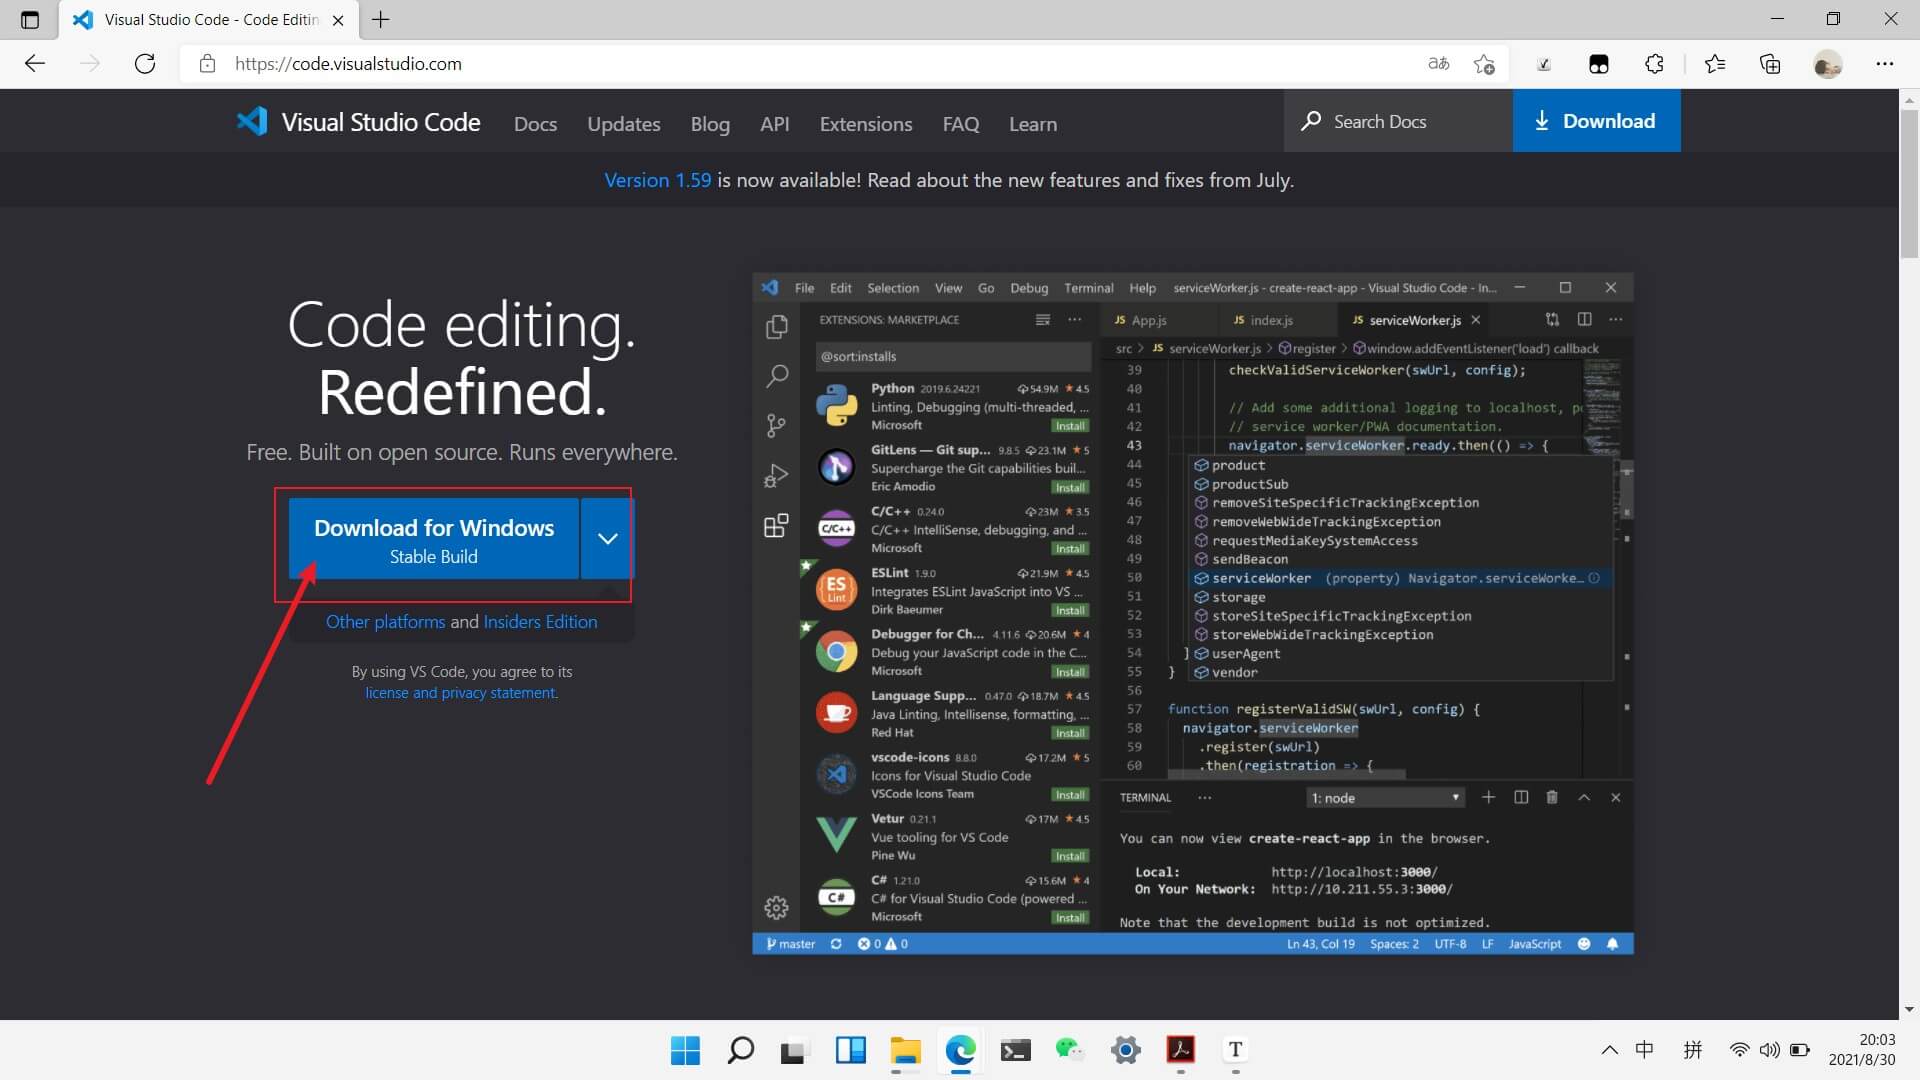 Visual Studio Code - Code Editin
https://code.visualstudio.com
Visual Studio Code Docs Updates Blog API Extensions FAQ Learn Search Docs Download
Version 1.59 is now available! Read about the new features and fixes from July.
Code editing.
Redefined.
Free. Built on open source. Runs everywhere.
Download for Windows
Stable Build
Other platforms and Insiders Edition
By using VS Code, you agree to its
license and privacy statement.
File Edit Selection View Go Debug Terminal Help serviceWorker.js - create-react-app - Visual Studio Code - In...
EXTENSIONS: MARKETPLACE
@sort:installs
Python 2019.6.24221 54.9M ★ 4.5
Linting, Debugging (multi-threaded, ...
Microsoft Install
GitLens — Git sup... 9.8.5 23.1M ★ 5
Supercharge the Git capabilities buil...
Eric Amodio Install
C/C++
C/C++ 0.24.0 23M ★ 3.5
C/C++ IntelliSense, debugging, and ...
Microsoft Install
ES
Lint
ESLint 1.9.0 21.9M ★ 4.5
Integrates ESLint JavaScript into VS ...
Dirk Baeumer Install
Debugger for Ch... 4.11.6 20.6M ★ 4
Debug your JavaScript code in the C...
Microsoft Install
Language Supp... 0.47.0 18.7M ★ 4.5
Java Linting, Intellisense, formatting, ...
Red Hat Install
vscode-icons 8.8.0 17.2M ★ 5
Icons for Visual Studio Code
VSCode Icons Team Install
Vetur 0.21.1 17M ★ 4.5
Vue tooling for VS Code
Pine Wu Install
C#
C# 1.21.0 15.6M ★ 4
C# for Visual Studio Code (powered ...
Microsoft Install
JS App.js JS index.js JS serviceWorker.js
src > JS serviceWorker.js > register > window.addEventListener('load') callback
39 checkValidServiceWorker(swUrl, config);
40
41 // Add some additional logging to localhost, p
42 // service worker/PWA documentation.
43 navigator.serviceWorker.ready.then(() => {
44 product
45 productSub
46 removeSiteSpecificTrackingException
47 removeWebWideTrackingException
48 requestMediaKeySystemAccess
49 sendBeacon
50 serviceWorker (property) Navigator.serviceWorke...
51 storage
52 storeSiteSpecificTrackingException
53 storeWebWideTrackingException
54 } userAgent
55 } vendor
56
57 function registerValidSW(swUrl, config) {
58 navigator.serviceWorker
59 .register(swUrl)
60 .then(registration => {
TERMINAL ... 1: node
You can now view create-react-app in the browser.
Local: http://localhost:3000/
On Your Network: http://10.211.55.3:3000/
Note that the development build is not optimized.
master 0 0 Ln 43, Col 19 Spaces: 2 UTF-8 LF JavaScript
T
中 拼
20:03
2021/8/30